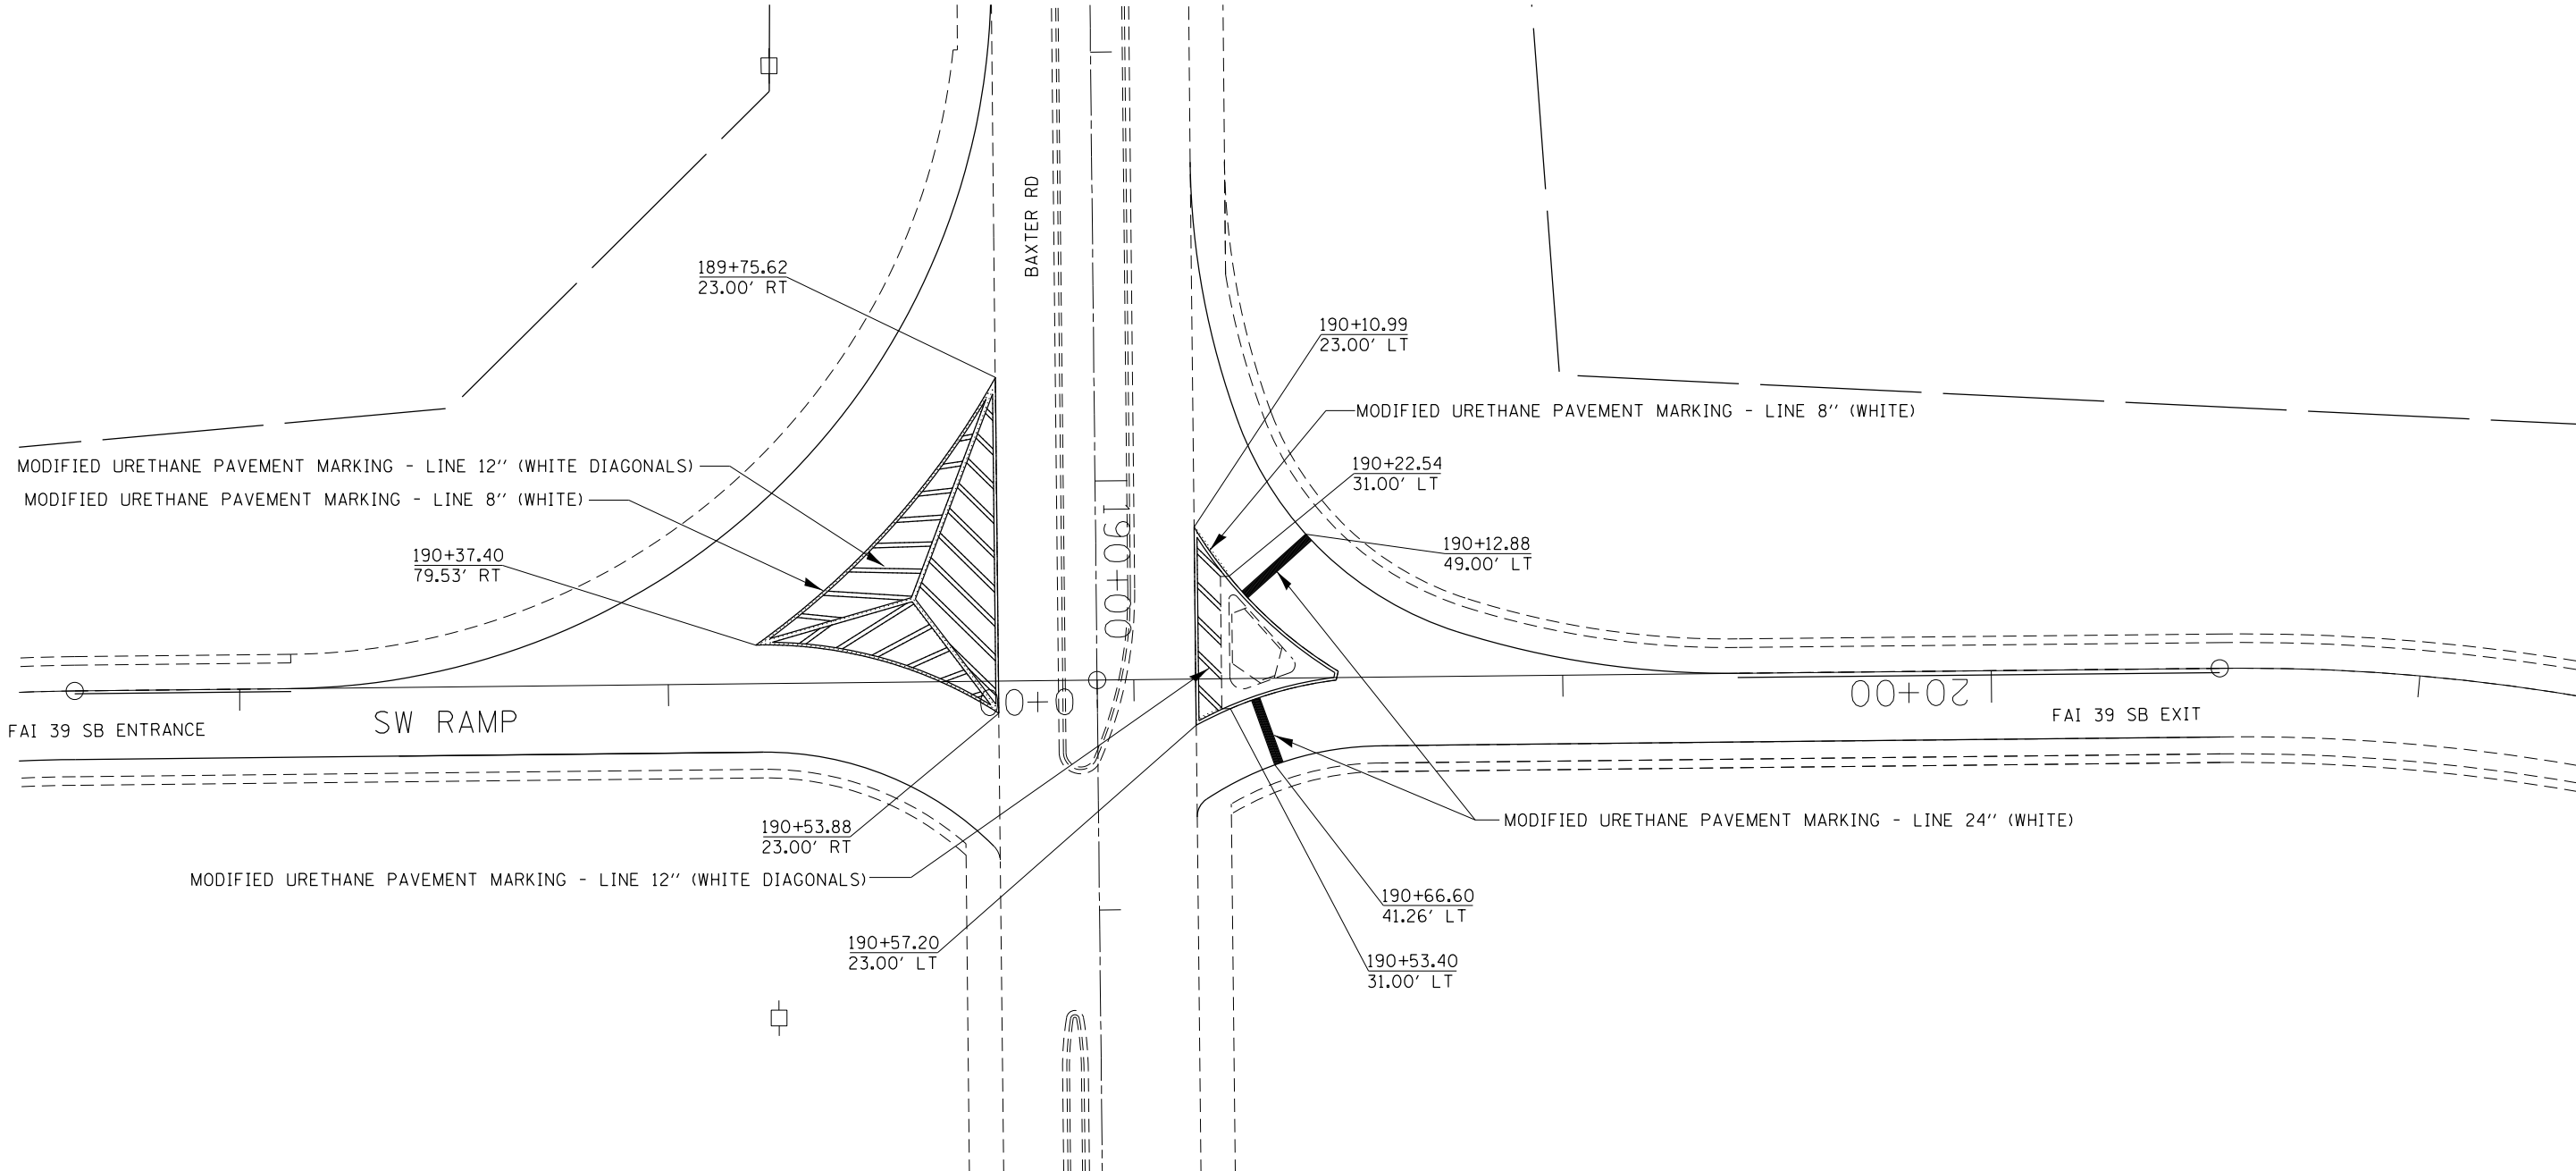 BAXTER RD
189+75.62
23.00' RT
190+10.99
23.00' LT
MODIFIED URETHANE PAVEMENT MARKING - LINE 8" (WHITE)
MODIFIED URETHANE PAVEMENT MARKING - LINE 12" (WHITE DIAGONALS)
190+22.54
31.00' LT
MODIFIED URETHANE PAVEMENT MARKING - LINE 8" (WHITE)
190+37.40
79.53' RT
190+12.88
49.00' LT
190+00
0+00
20+00
SW RAMP
FAI 39 SB ENTRANCE
FAI 39 SB EXIT
190+53.88
23.00' RT
MODIFIED URETHANE PAVEMENT MARKING - LINE 24" (WHITE)
MODIFIED URETHANE PAVEMENT MARKING - LINE 12" (WHITE DIAGONALS)
190+66.60
41.26' LT
190+57.20
23.00' LT
190+53.40
31.00' LT